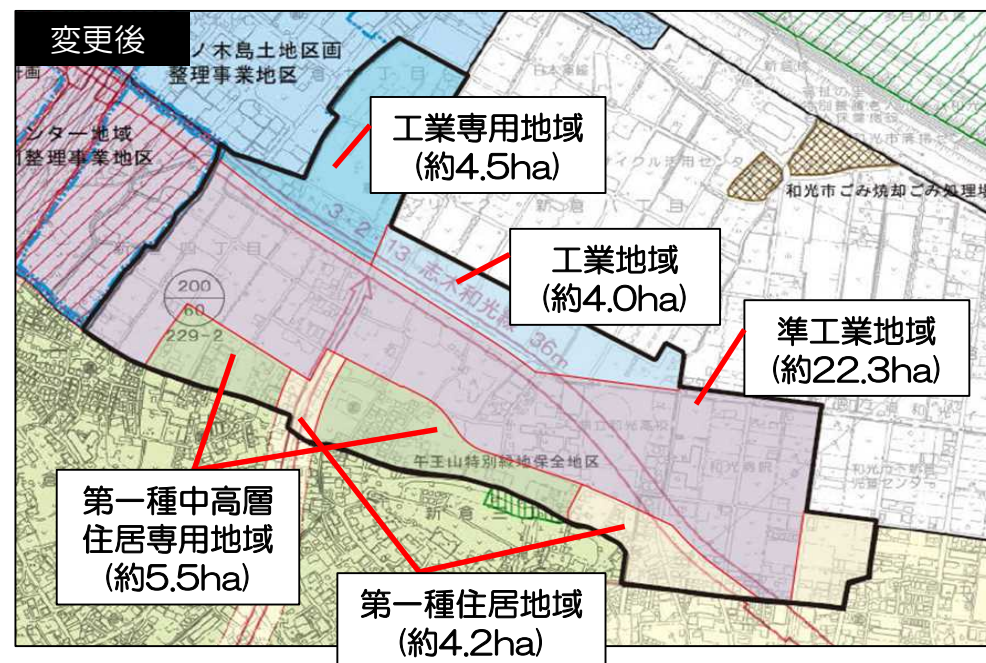 変更後
ノ木島土地区画
整理事業地区
ンター地域
整理事業地区
工業専用地域
(約4.5ha)
和光市ごみ焼却ごみ処理場
工業地域
(約4.0ha)
3・2
13 志木和光線 36m
200
60
229-2
準工業地域
(約22.3ha)
午王山特別緑地保全地区
第一種中高層
住居専用地域
(約5.5ha)
第一種住居地域
(約4.2ha)